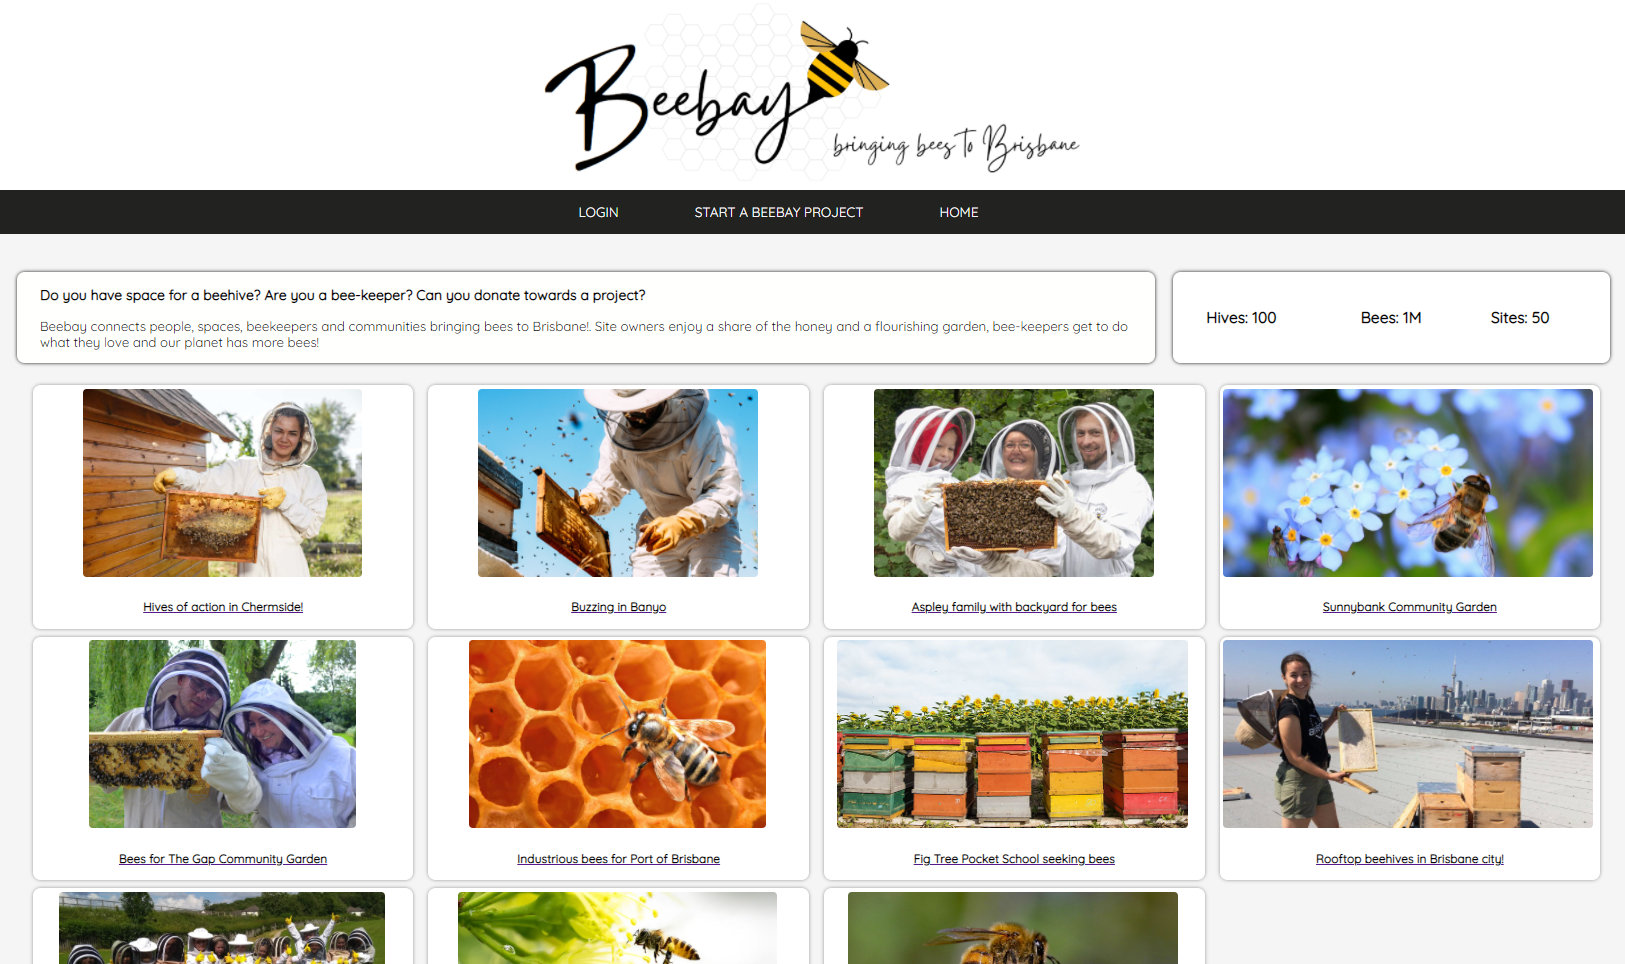 Beebay
bringing bees to Brisbane
LOGIN START A BEEBAY PROJECT HOME
Do you have space for a beehive? Are you a bee-keeper? Can you donate towards a project?
Beebay connects people, spaces, beekeepers and communities bringing bees to Brisbane!. Site owners enjoy a share of the honey and a flourishing garden, bee-keepers get to do
what they love and our planet has more bees!
Hives: 100 Bees: 1M Sites: 50
Hives of action in Chermside!
Buzzing in Banyo
Aspley family with backyard for bees
Sunnybank Community Garden
Bees for The Gap Community Garden
Industrious bees for Port of Brisbane
Fig Tree Pocket School seeking bees
Rooftop beehives in Brisbane city!